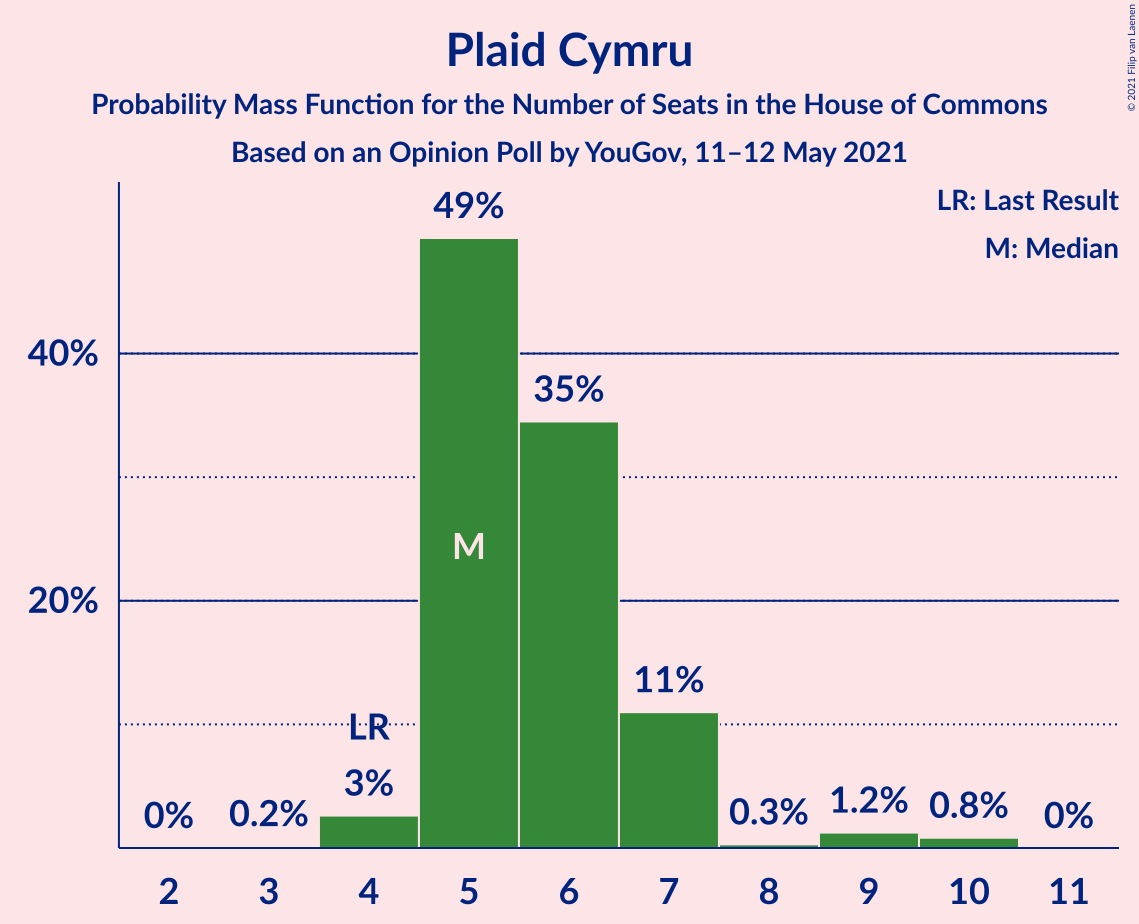 Plaid Cymru
Probability Mass Function for the Number of Seats in the House of Commons
Based on an Opinion Poll by YouGov, 11–12 May 2021
© 2021 Filip van Laenen
LR: Last Result
M: Median
49%
40%
35%
M
20%
11%
LR
3%
0%
0.2%
0.3%
1.2%
0.8%
0%
2 3 4 5 6 7 8 9 10 11